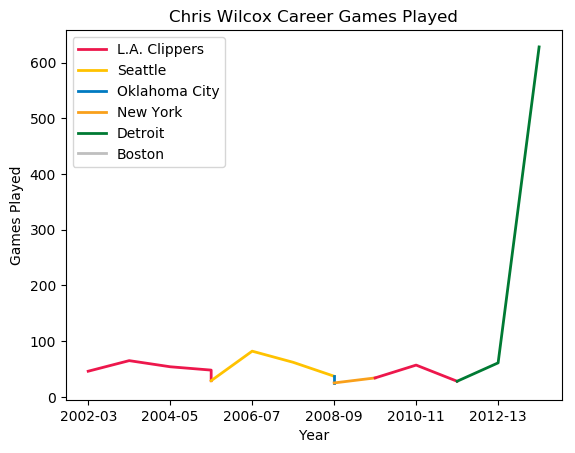 Chris Wilcox Career Games Played
L.A. Clippers
Seattle
Oklahoma City
New York
Detroit
Boston
600
500
400
300
200
100
0
Games Played
2002-03 2004-05 2006-07 2008-09 2010-11 2012-13
Year